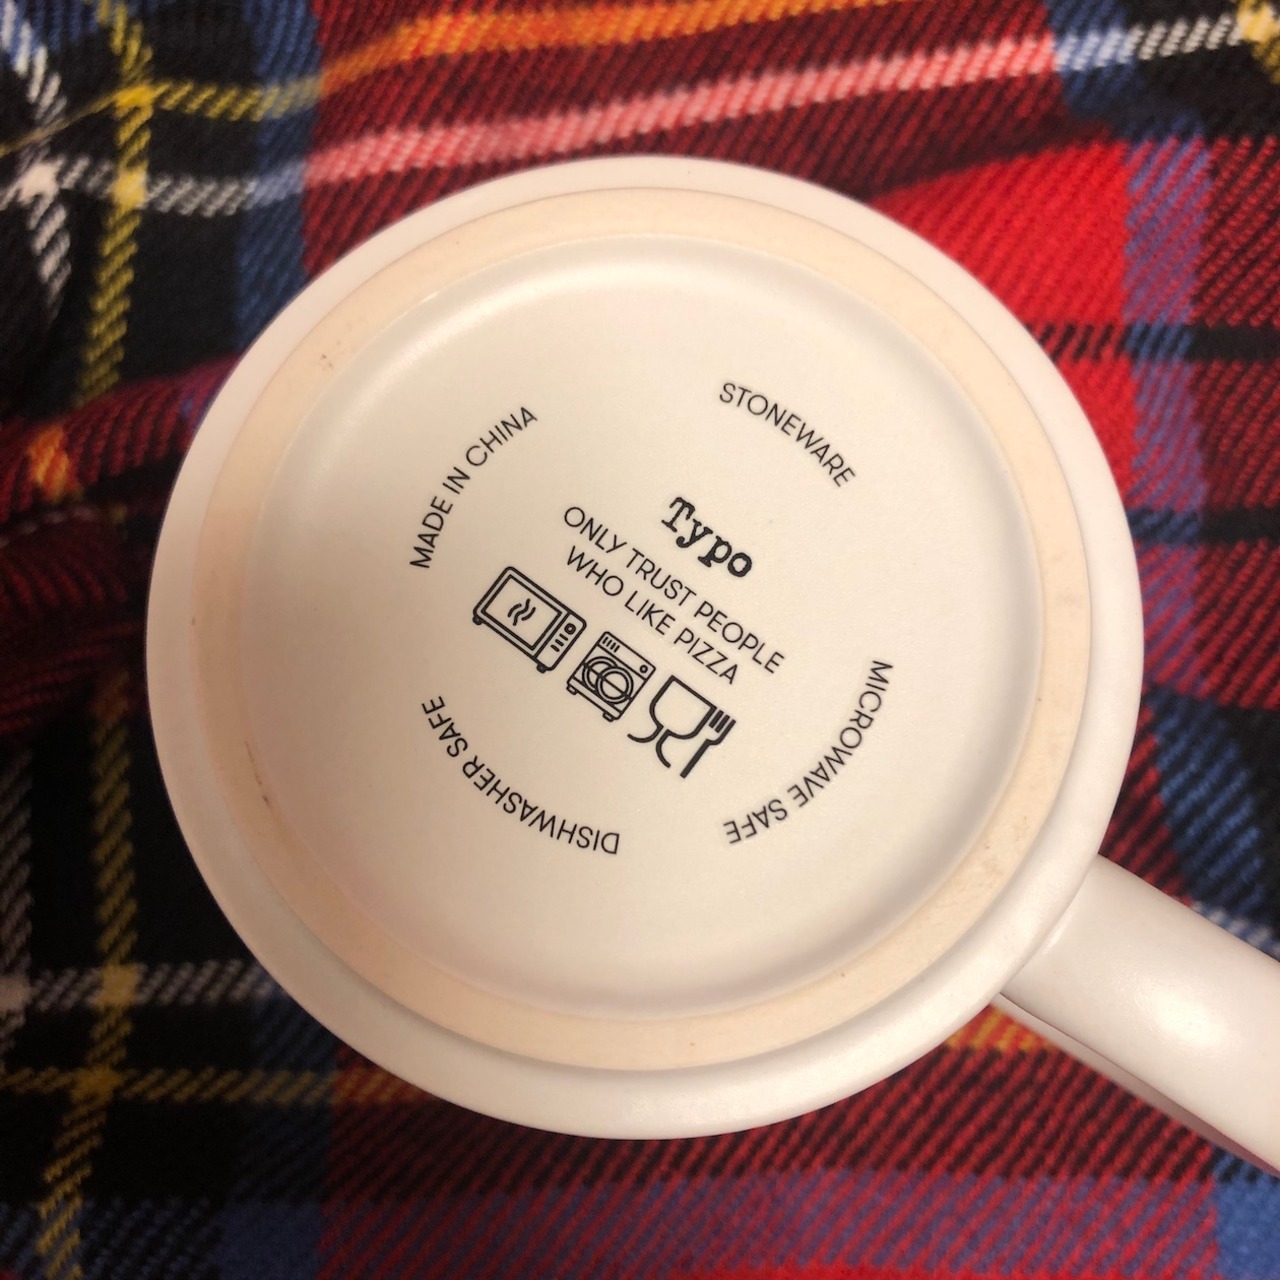 STONEWARE
MADE IN CHINA
Typo
ONLY TRUST PEOPLE
WHO LIKE PIZZA
MICROWAVE SAFE
DISHWASHER SAFE